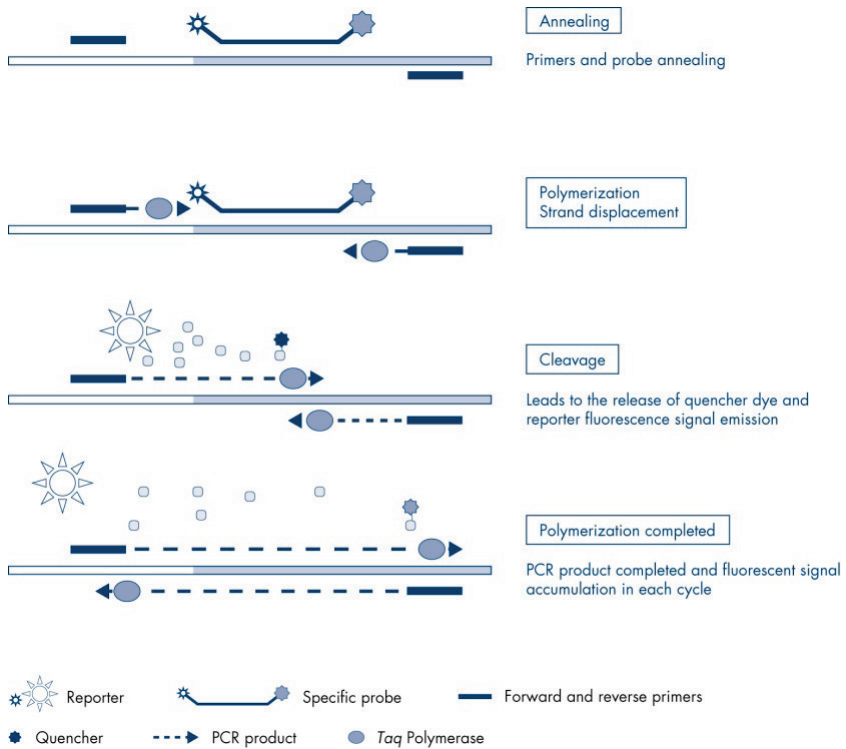 Annealing
Primers and probe annealing
Polymerization
Strand displacement
Cleavage
Leads to the release of quencher dye and
reporter fluorescence signal emission
Polymerization completed
PCR product completed and fluorescent signal
accumulation in each cycle
Reporter
Specific probe
Forward and reverse primers
Quencher
PCR product
Taq Polymerase